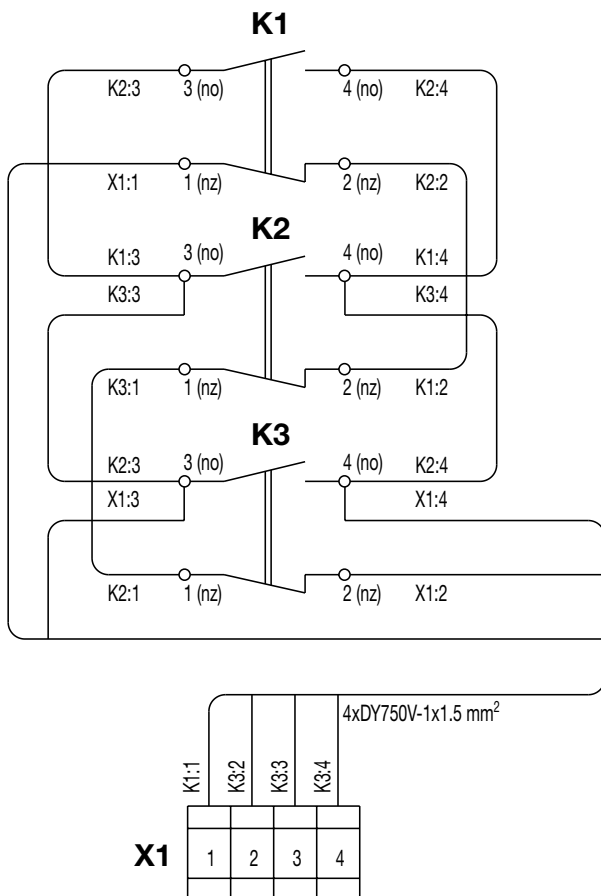 K1
K2:3 3 (no) 4 (no) K2:4
X1:1 1 (nz) 2 (nz) K2:2
K2
K1:3 3 (no) 4 (no) K1:4
K3:3 K3:4
K3:1 1 (nz) 2 (nz) K1:2
K3
K2:3 3 (no) 4 (no) K2:4
X1:3 X1:4
K2:1 1 (nz) 2 (nz) X1:2
4xDY750V-1x1.5 mm²
K1:1 K3:2 K3:3 K3:4
X1 1 2 3 4